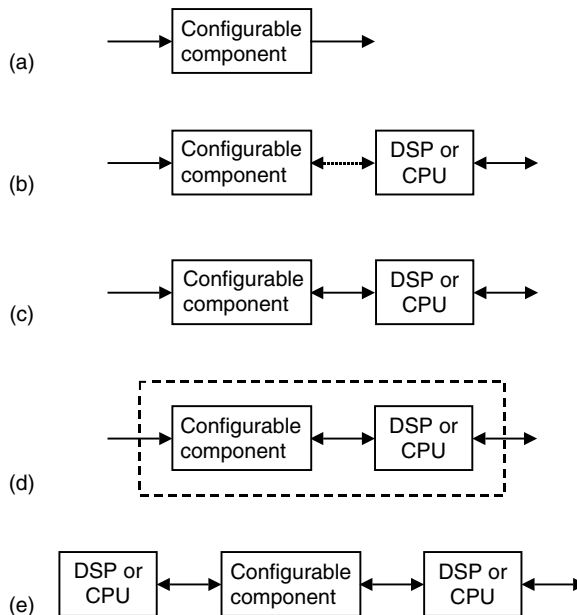 Configurable
component
(a)
Configurable
component
DSP or
CPU
(b)
Configurable
component
DSP or
CPU
(c)
Configurable
component
DSP or
CPU
(d)
DSP or
CPU
Configurable
component
DSP or
CPU
(e)